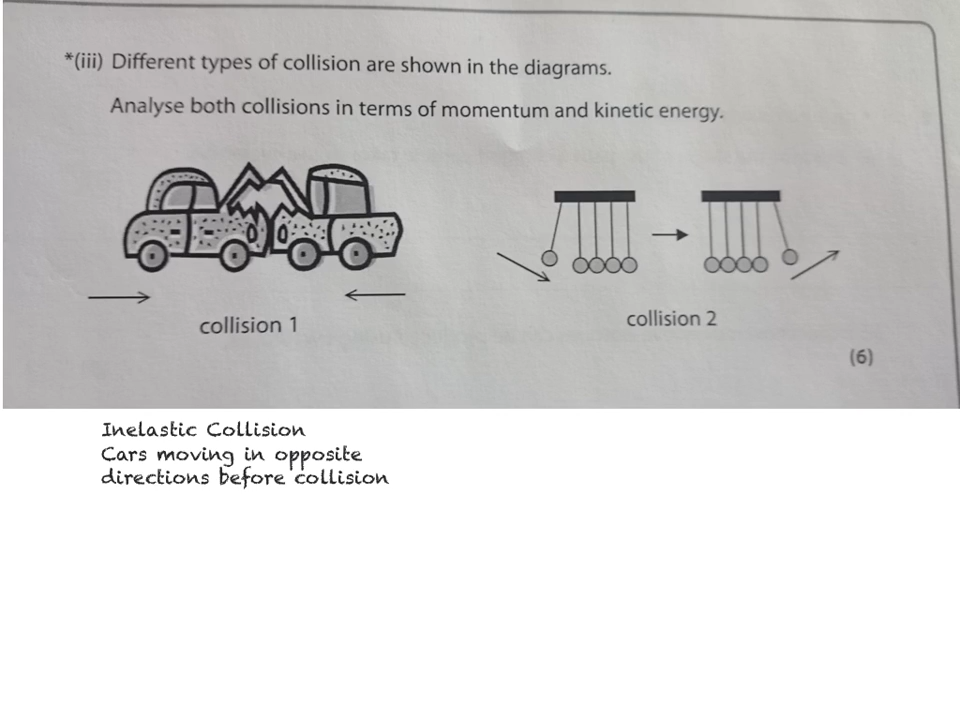 *(iii) Different types of collision are shown in the diagrams.
Analyse both collisions in terms of momentum and kinetic energy.
collision 1
collision 2
(6)
Inelastic Collision
Cars moving in opposite
directions before collision